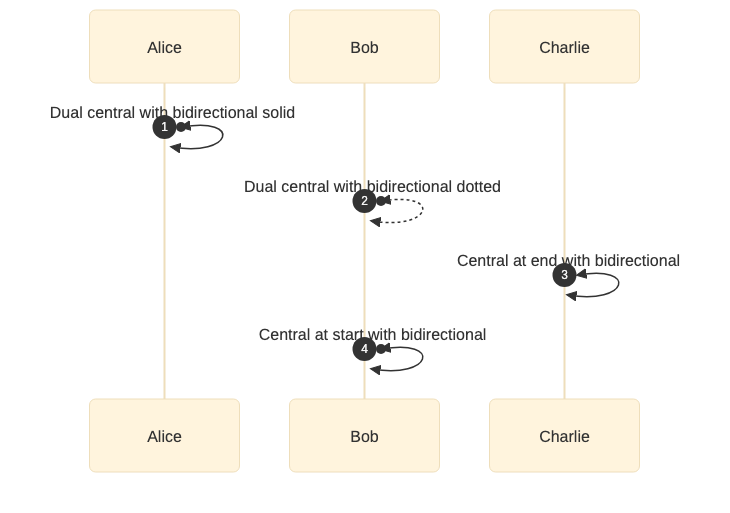 Alice Bob Charlie
Dual central with bidirectional solid
1
Dual central with bidirectional dotted
2
Central at end with bidirectional
3
Central at start with bidirectional
4
Alice Bob Charlie